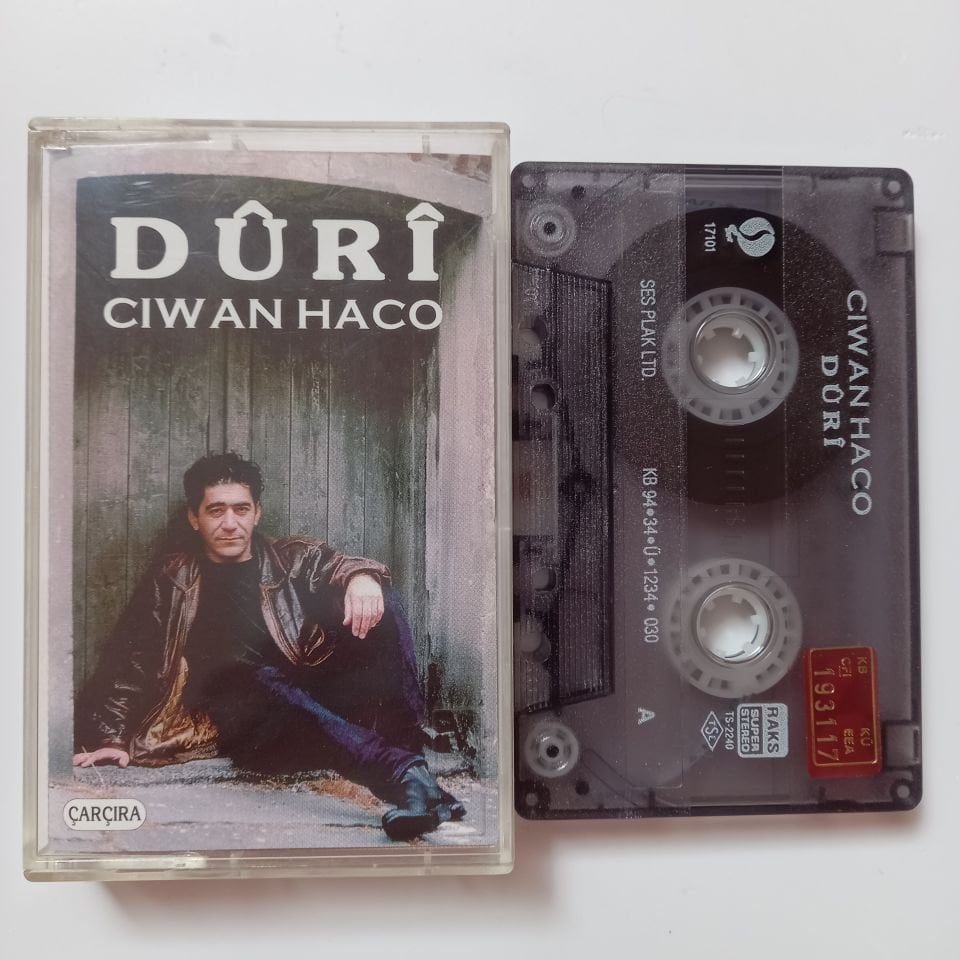 DÛRÎ
CIWAN HACO
ÇARÇIRA
CIWAN HACO
DÛRÎ
17101
SES PLAK LTD.
KB•94•34•Ü•1234•030
A
RAKS
SUPER
STEREO
TS-2240
TSE
KB
KÜ
EEA
193117